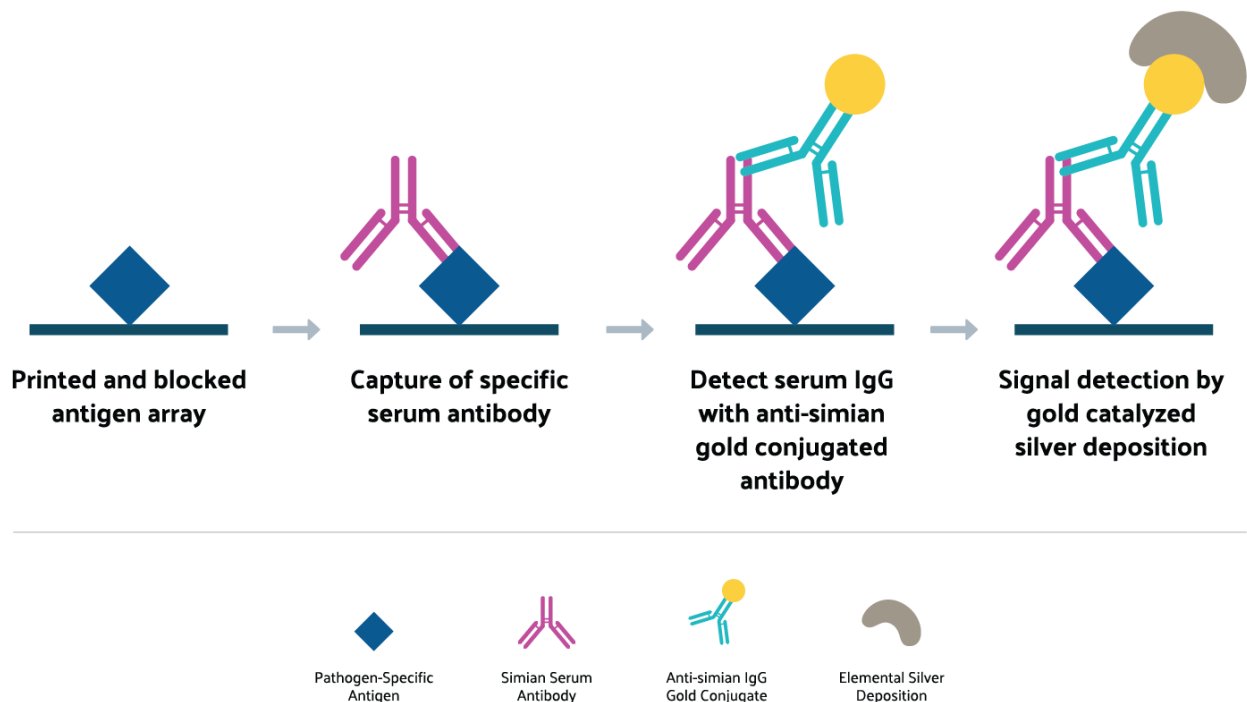 Printed and blocked
antigen array
Capture of specific
serum antibody
Detect serum IgG
with anti-simian
gold conjugated
antibody
Signal detection by
gold catalyzed
silver deposition
Pathogen-Specific
Antigen
Simian Serum
Antibody
Anti-simian IgG
Gold Conjugate
Elemental Silver
Deposition